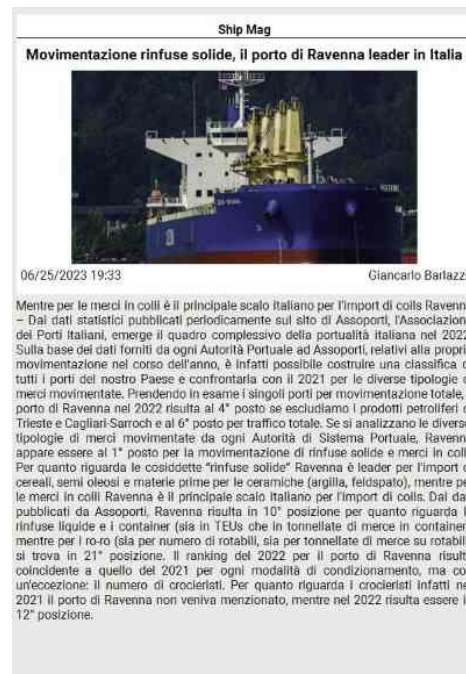 Ship Mag
Movimentazione rinfuse solide, il porto di Ravenna leader in Italia
06/25/2023 19:33
Giancarlo Barlazzi
Mentre per le merci in colli è il principale scalo italiano per l'import di coils Ravenn
– Dai dati statistici pubblicati periodicamente sul sito di Assoporti, l'Associazion
dei Porti Italiani, emerge il quadro complessivo della portualità italiana nel 2022
Sulla base dei dati forniti da ogni Autorità Portuale ad Assoporti, relativi alla propri
movimentazione nel corso dell'anno, è infatti possibile costruire una classifica d
tutti i porti del nostro Paese e confrontarla con il 2021 per le diverse tipologie d
merci movimentate. Prendendo in esame i singoli porti per movimentazione totale,
porto di Ravenna nel 2022 risulta al 4° posto se escludiamo i prodotti petroliferi d
Trieste e Cagliari-Sarroch e al 6° posto per traffico totale. Se si analizzano le diverse
tipologie di merci movimentate da ogni Autorità di Sistema Portuale, Ravenn
appare essere al 1° posto per la movimentazione di rinfuse solide e merci in coll
Per quanto riguarda le cosiddette "rinfuse solide" Ravenna è leader per l'import d
cereali, semi oleosi e materie prime per le ceramiche (argilla, feldspato), mentre pe
le merci in colli Ravenna è il principale scalo italiano per l'import di coils. Dai da
pubblicati da Assoporti, Ravenna risulta in 10° posizione per quanto riguarda l
rinfuse liquide e i container (sia in TEUs che in tonnellate di merce in container
mentre per i ro-ro (sia per numero di rotabili, sia per tonnellate di merce su rotabil
si trova in 21° posizione. Il ranking del 2022 per il porto di Ravenna risult
coincidente a quello del 2021 per ogni modalità di condizionamento, ma co
un'eccezione: il numero di crocieristi. Per quanto riguarda i crocieristi infatti ne
2021 il porto di Ravenna non veniva menzionato, mentre nel 2022 risulta essere i
12° posizione.